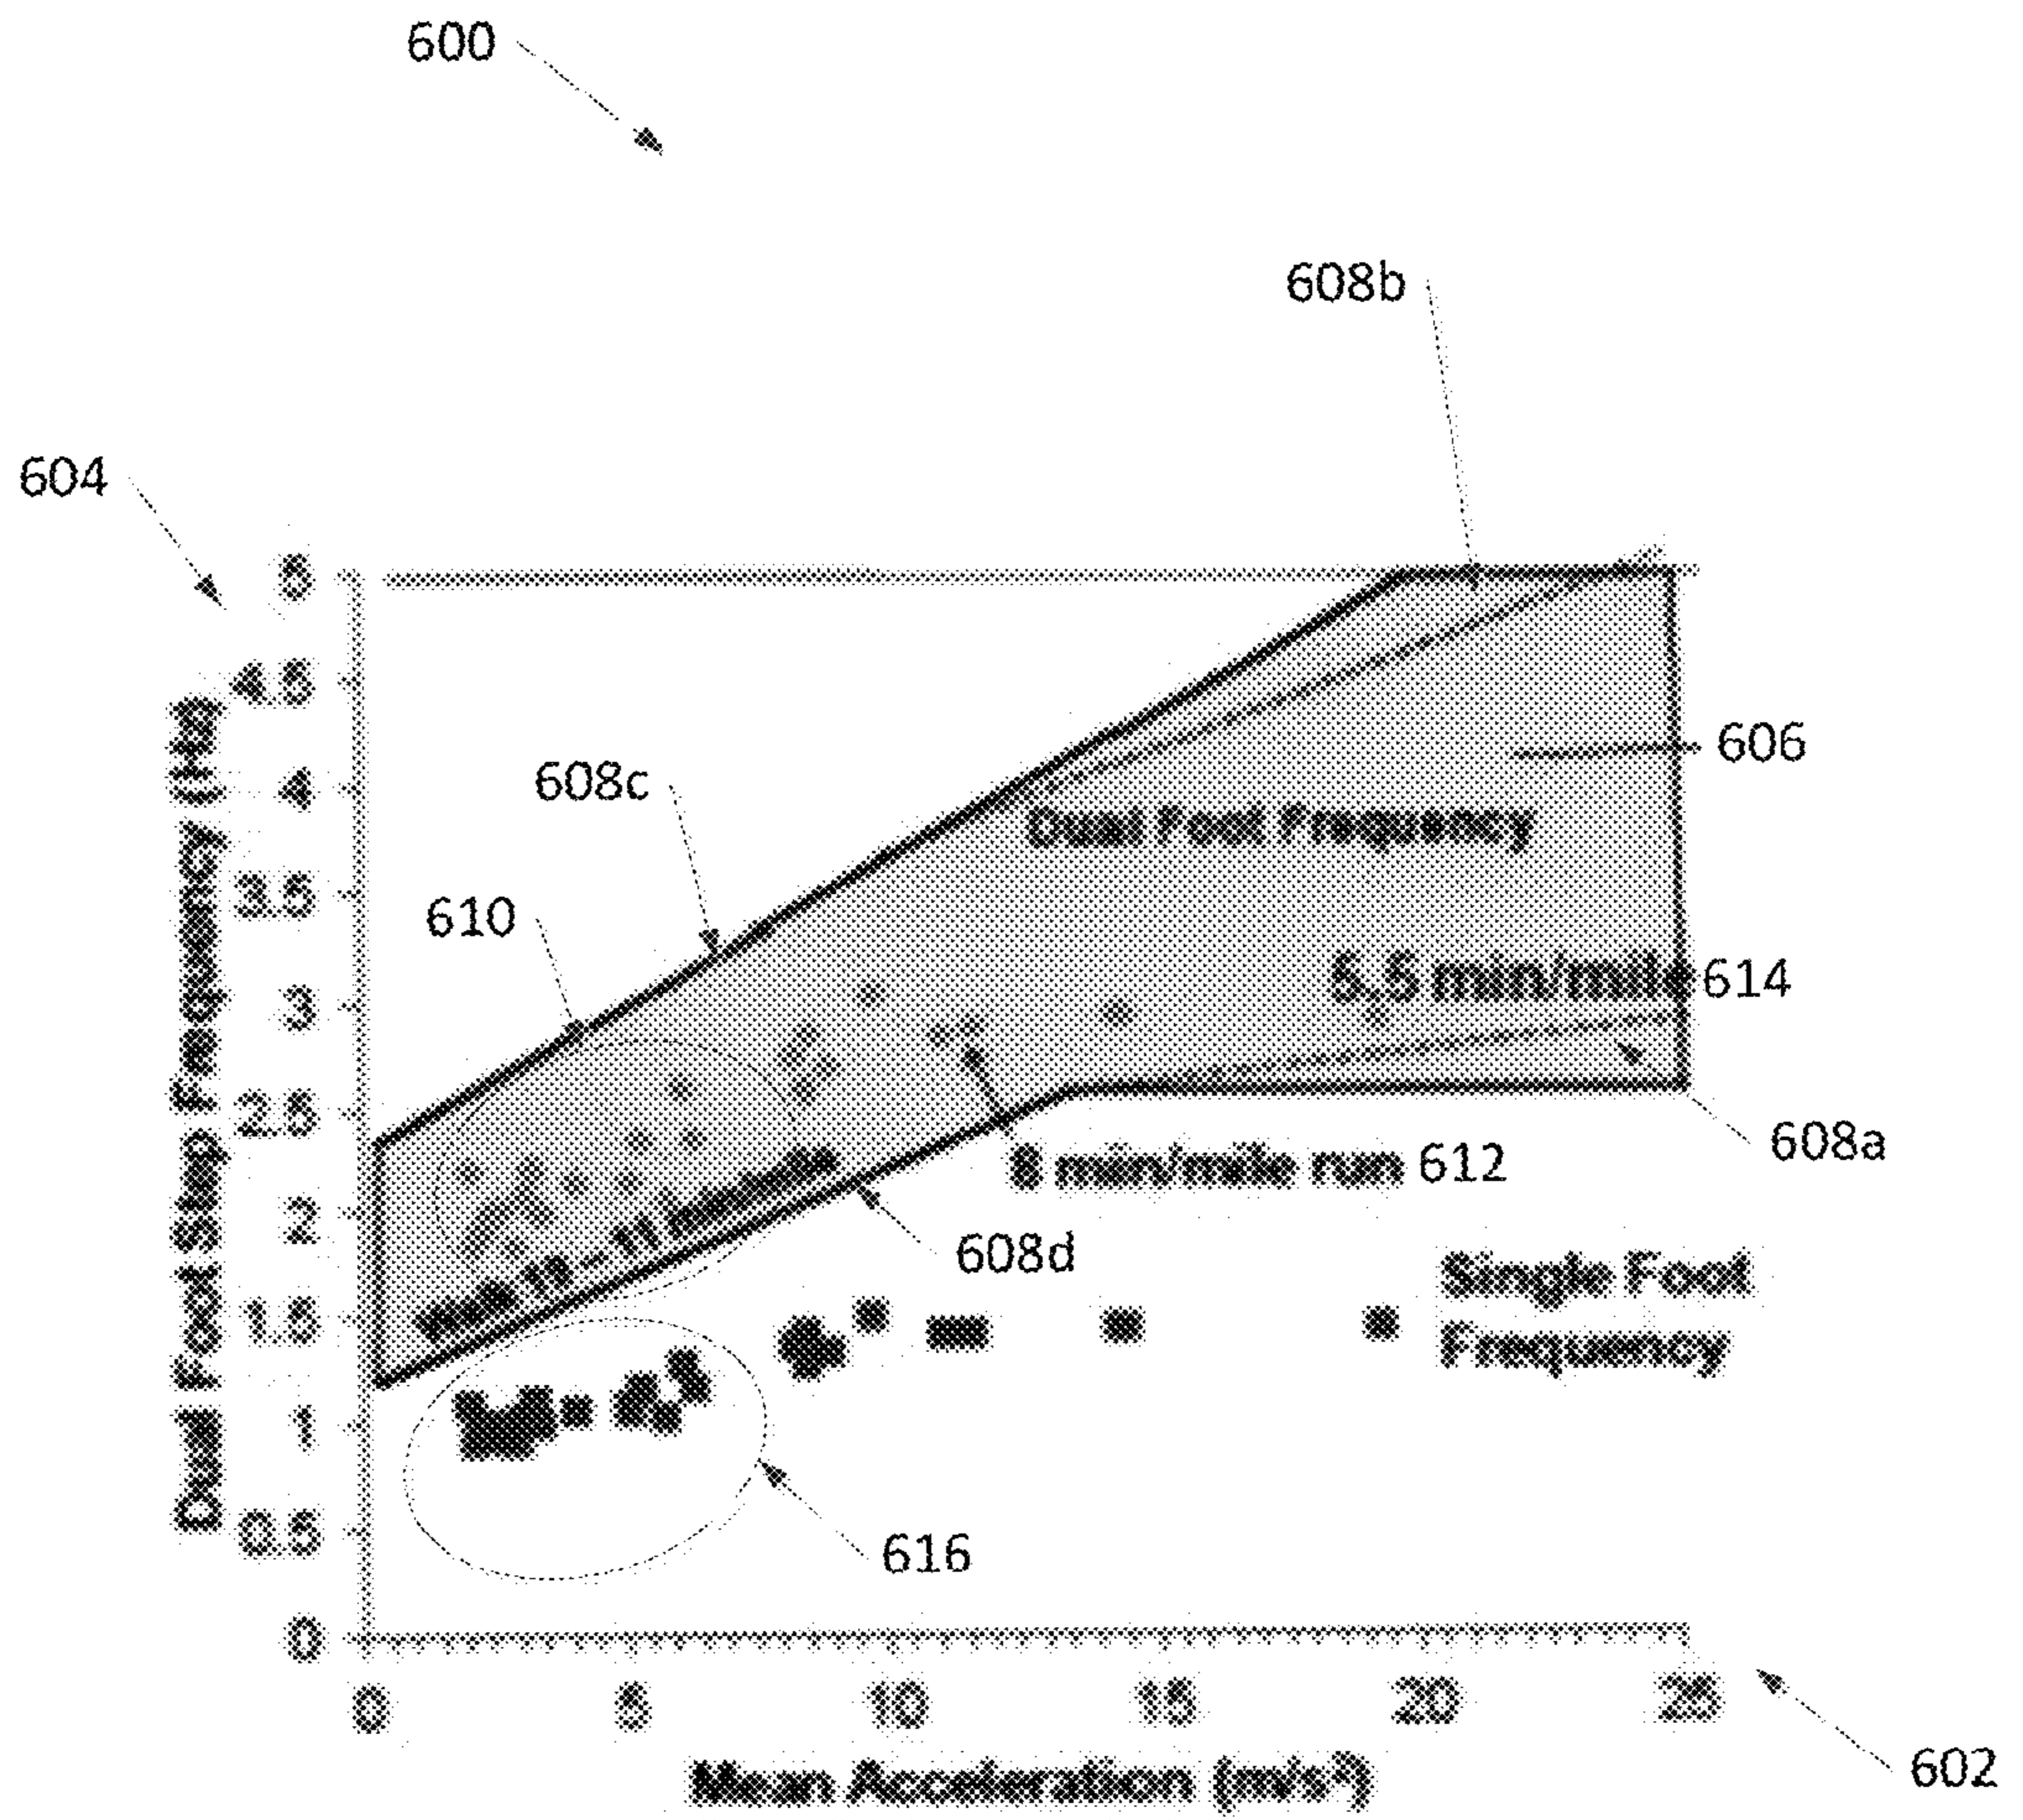 600
608b
604
5
4.5
4
3.5
3
2.5
2
1.5
1
0.5
0
Dual Foot Step Frequency (Hz)
608c
606
Dual Foot Frequency
610
5.5 min/mile 614
8 min/mile run 612
608a
608d
Single Foot
Frequency
616
0 5 10 15 20 25
Mean Acceleration (m/s²)
602